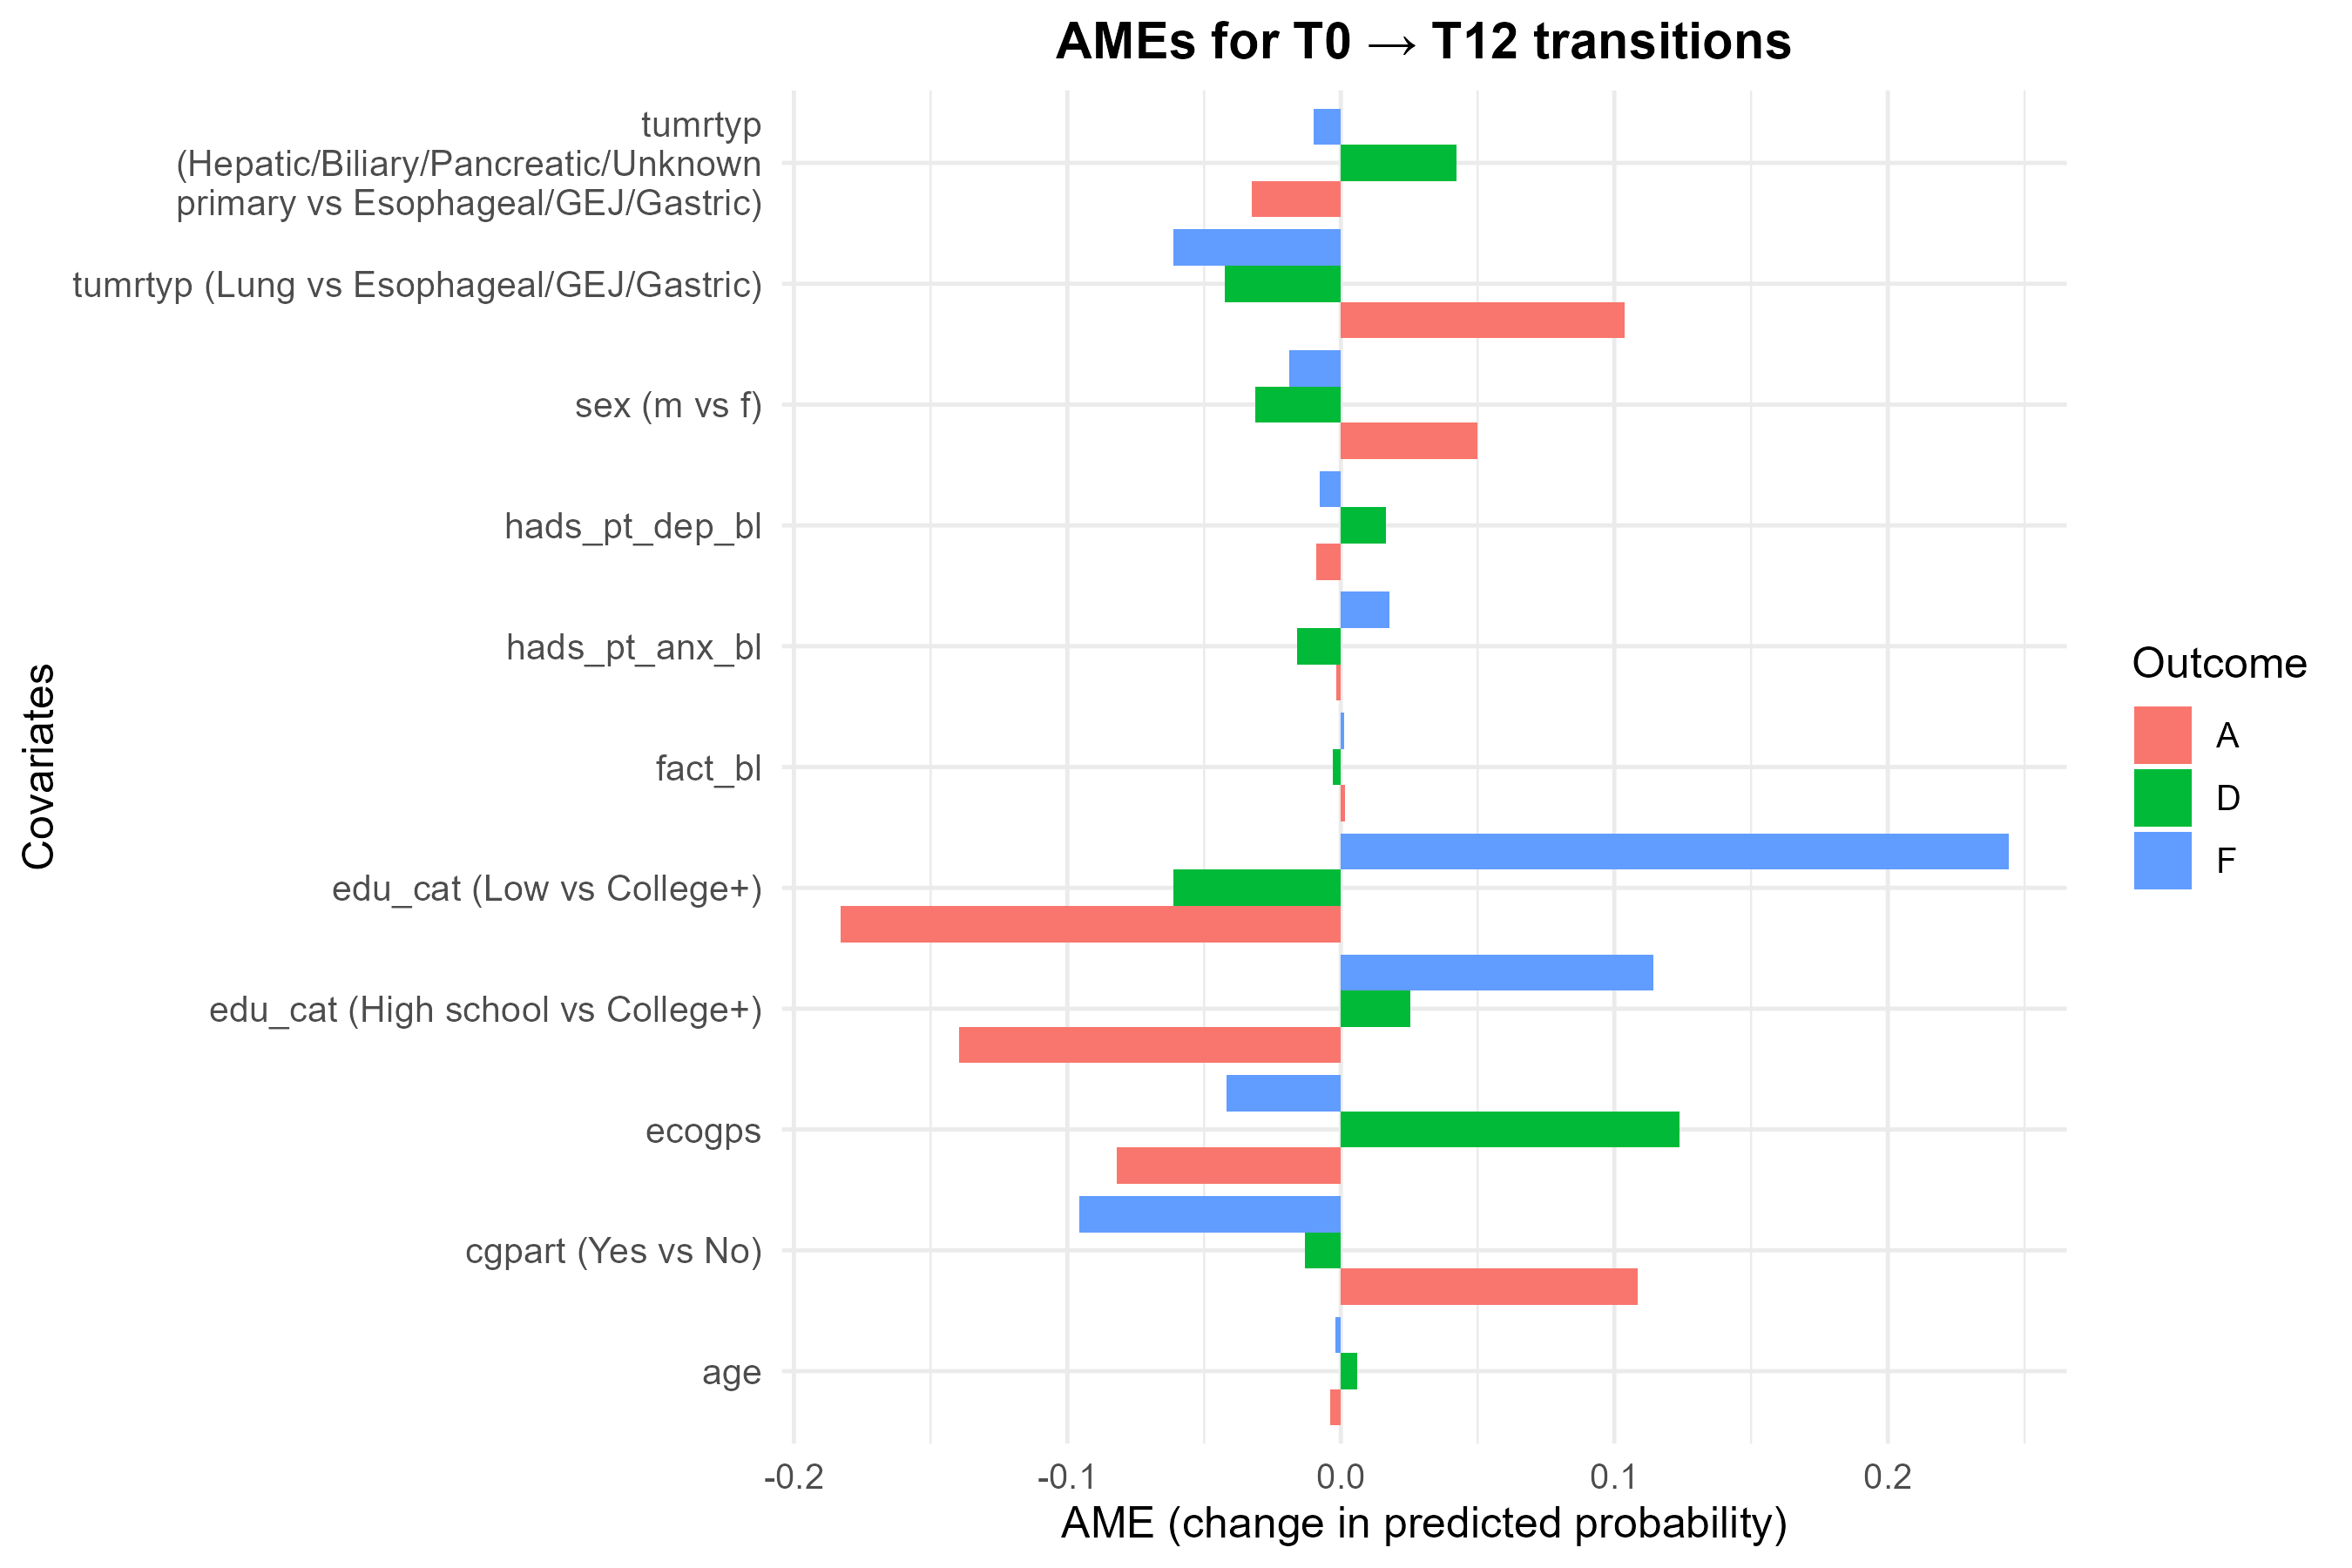 AMEs for T0 → T12 transitions
tumrtyp
(Hepatic/Biliary/Pancreatic/Unknown
primary vs Esophageal/GEJ/Gastric)
tumrtyp (Lung vs Esophageal/GEJ/Gastric)
sex (m vs f)
hads_pt_dep_bl
hads_pt_anx_bl
fact_bl
edu_cat (Low vs College+)
edu_cat (High school vs College+)
ecogps
cgpart (Yes vs No)
age
Covariates
-0.2
-0.1
0.0
0.1
0.2
AME (change in predicted probability)
Outcome
A
D
F